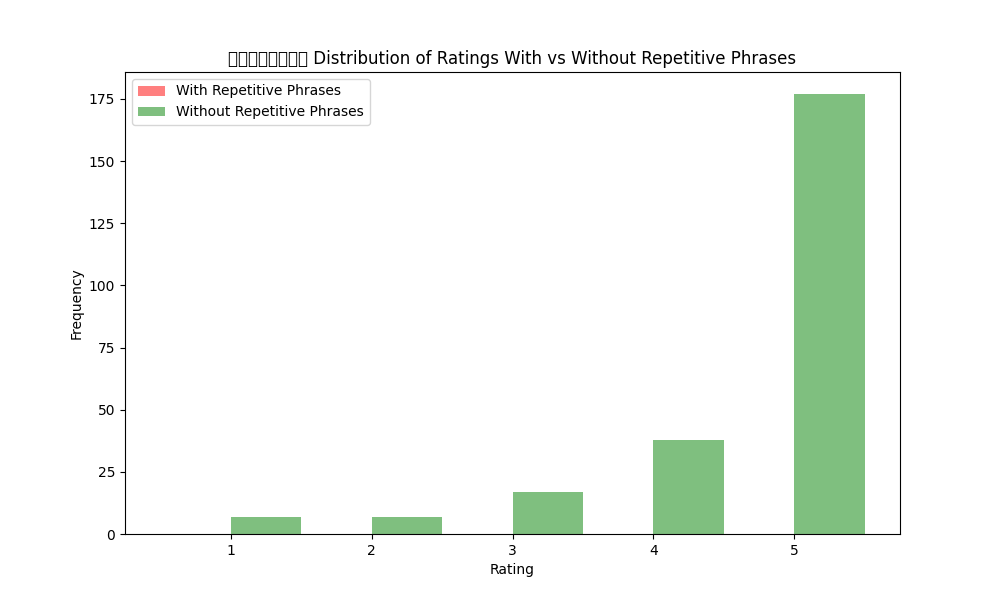 Distribution of Ratings With vs Without Repetitive Phrases
With Repetitive Phrases
Without Repetitive Phrases
Frequency
175
150
125
100
75
50
25
0
1 2 3 4 5
Rating